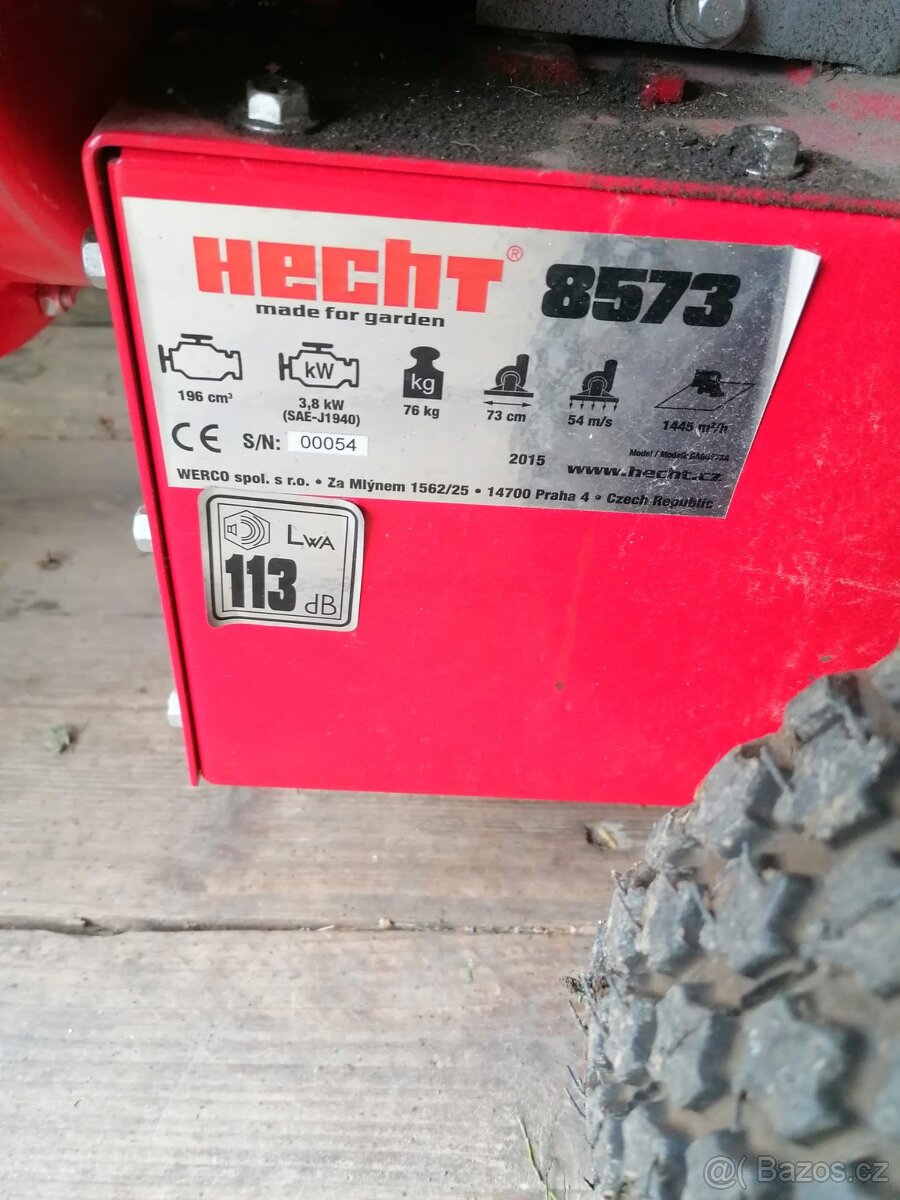 HECHT® 8573
made for garden
kW
kg
196 cm³
3,8 kW
(SAE-J1940)
76 kg
73 cm
54 m/s
1445 m²/h
CE S/N: 00054
2015
Model / Modell:
www.hecht.cz
WERCO spol. s r.o. • Za Mlýnem 1562/25 • 14700 Praha 4 • Czech Republic
LWA
113 dB
@( Bazos.cz